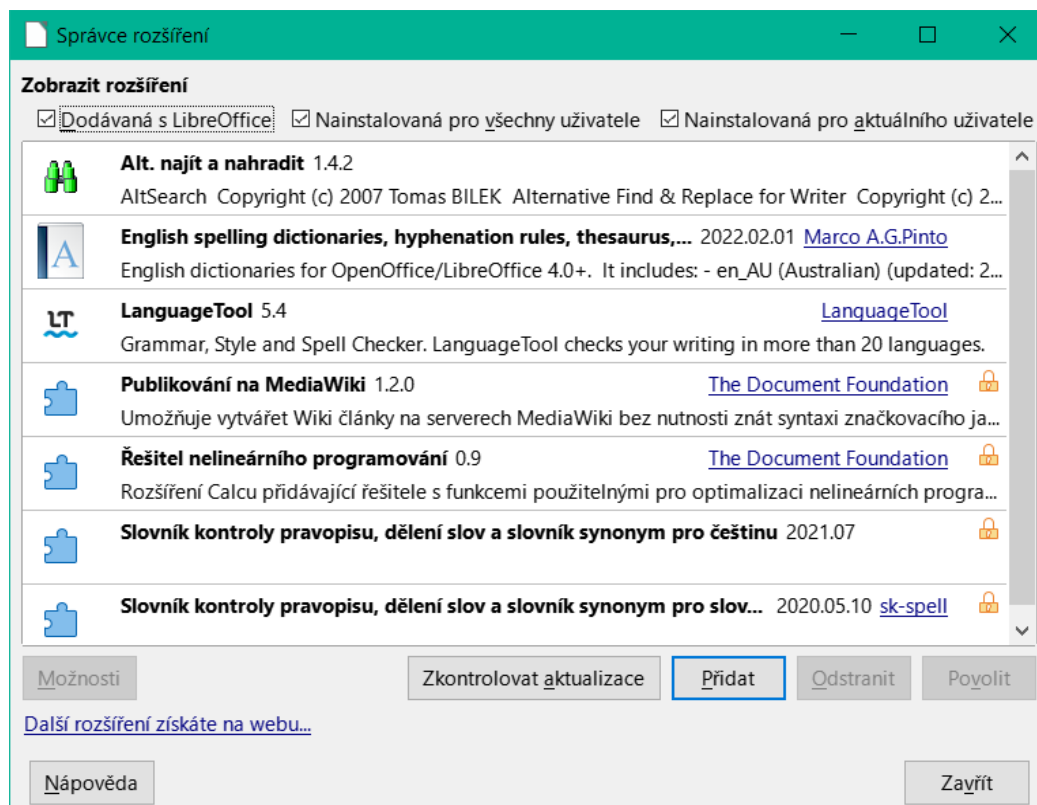 Správce rozšíření
Zobrazit rozšíření
Dodávaná s LibreOffice Nainstalovaná pro všechny uživatele Nainstalovaná pro aktuálního uživatele
Alt. najít a nahradit 1.4.2
AltSearch Copyright (c) 2007 Tomas BILEK Alternative Find & Replace for Writer Copyright (c) 2...
English spelling dictionaries, hyphenation rules, thesaurus,... 2022.02.01 Marco A.G.Pinto
English dictionaries for OpenOffice/LibreOffice 4.0+. It includes: - en_AU (Australian) (updated: 2...
LanguageTool 5.4 LanguageTool
Grammar, Style and Spell Checker. LanguageTool checks your writing in more than 20 languages.
Publikování na MediaWiki 1.2.0 The Document Foundation
Umožňuje vytvářet Wiki články na serverech MediaWiki bez nutnosti znát syntaxi značkovacího ja...
Řešitel nelineárního programování 0.9 The Document Foundation
Rozšíření Calcu přidávající řešitele s funkcemi použitelnými pro optimalizaci nelineárních progra...
Slovník kontroly pravopisu, dělení slov a slovník synonym pro češtinu 2021.07
Slovník kontroly pravopisu, dělení slov a slovník synonym pro slov... 2020.05.10 sk-spell
Možnosti Zkontrolovat aktualizace Přidat Odstranit Povolit
Další rozšíření získáte na webu...
Nápověda Zavřít